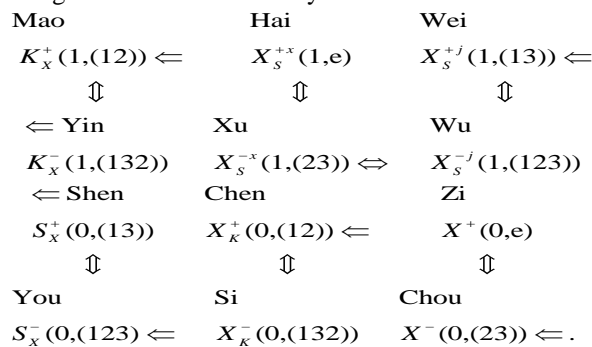 Mao Hai Wei
K_X^+(1,(12)) ⇐ X_S^{+x}(1,e) X_S^{+j}(1,(13)) ⇐
⇕ ⇕ ⇕
⇐ Yin Xu Wu
K_X^-(1,(132)) X_S^{-x}(1,(23)) ⇔ X_S^{-j}(1,(123))
⇐ Shen Chen Zi
S_X^+(0,(13)) X_K^+(0,(12)) ⇐ X^+(0,e)
⇕ ⇕ ⇕
You Si Chou
S_X^-(0,(123) ⇐ X_K^-(0,(132)) X^-(0,(23)) ⇐ .